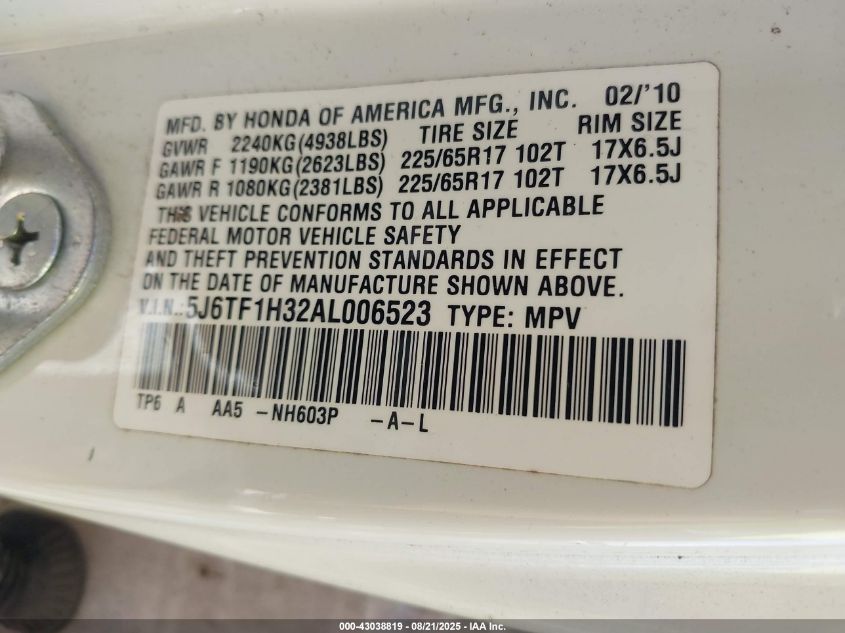 MFD. BY HONDA OF AMERICA MFG., INC. 02/'10
GVWR 2240KG(4938LBS) TIRE SIZE RIM SIZE
GAWR F 1190KG(2623LBS) 225/65R17 102T 17X6.5J
GAWR R 1080KG(2381LBS) 225/65R17 102T 17X6.5J
THIS VEHICLE CONFORMS TO ALL APPLICABLE
FEDERAL MOTOR VEHICLE SAFETY
AND THEFT PREVENTION STANDARDS IN EFFECT
ON THE DATE OF MANUFACTURE SHOWN ABOVE.
V.I.N.:5J6TF1H32AL006523 TYPE: MPV
TP6 A AA5 -NH603P -A-L
000-43038819 - 08/21/2025 - IAA Inc.